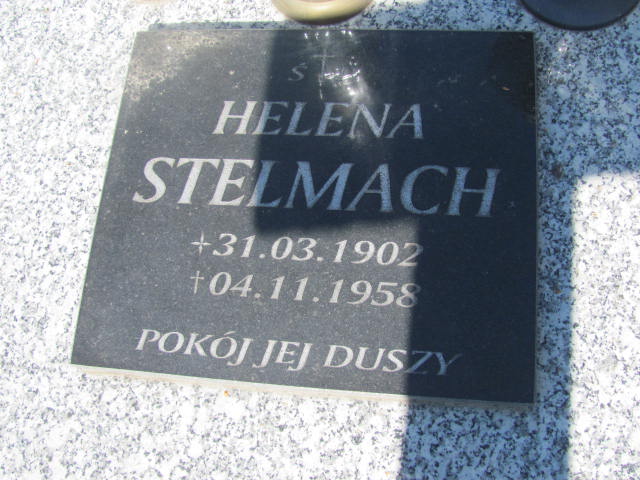 Ś
HELENA
STELMACH
31.03.1902
†04.11.1958
POKÓJ JEJ DUSZY